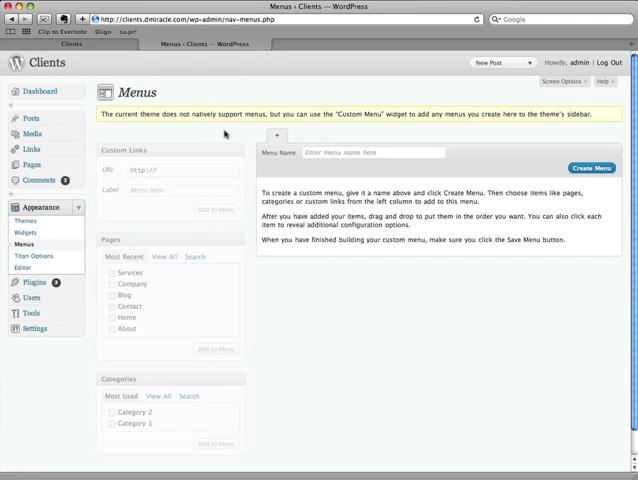 Menus ‹ Clients — WordPress
http://clients.dmiracle.com/wp-admin/nav-menus.php
Google
Clip to Evernote Diigo su.pr!
Clients
Menus ‹ Clients — WordPress
Clients
New Post
Howdy, admin | Log Out
Screen Options
Help
Dashboard
Posts
Media
Links
Pages
Comments 2
Appearance
Themes
Widgets
Menus
Titan Options
Editor
Plugins 3
Users
Tools
Settings
Menus
The current theme does not natively support menus, but you can use the “Custom Menu” widget to add any menus you create here to the theme’s sidebar.
Custom Links
URL http://
Label Menu Item
Add to Menu
Pages
Most Recent View All Search
Services
Company
Blog
Contact
Home
About
Add to Menu
Categories
Most Used View All Search
Category 2
Category 1
Add to Menu
+
Menu Name Enter menu name here
Create Menu
To create a custom menu, give it a name above and click Create Menu. Then choose items like pages,
categories or custom links from the left column to add to this menu.
After you have added your items, drag and drop to put them in the order you want. You can also click each
item to reveal additional configuration options.
When you have finished building your custom menu, make sure you click the Save Menu button.